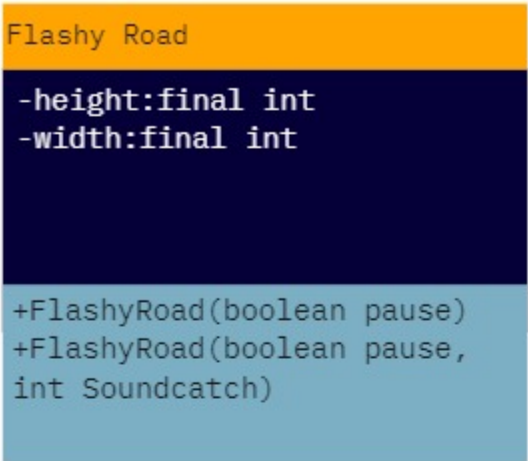 Flashy Road
-height:final int
-width:final int
+FlashyRoad(boolean pause)
+FlashyRoad(boolean pause,
int Soundcatch)